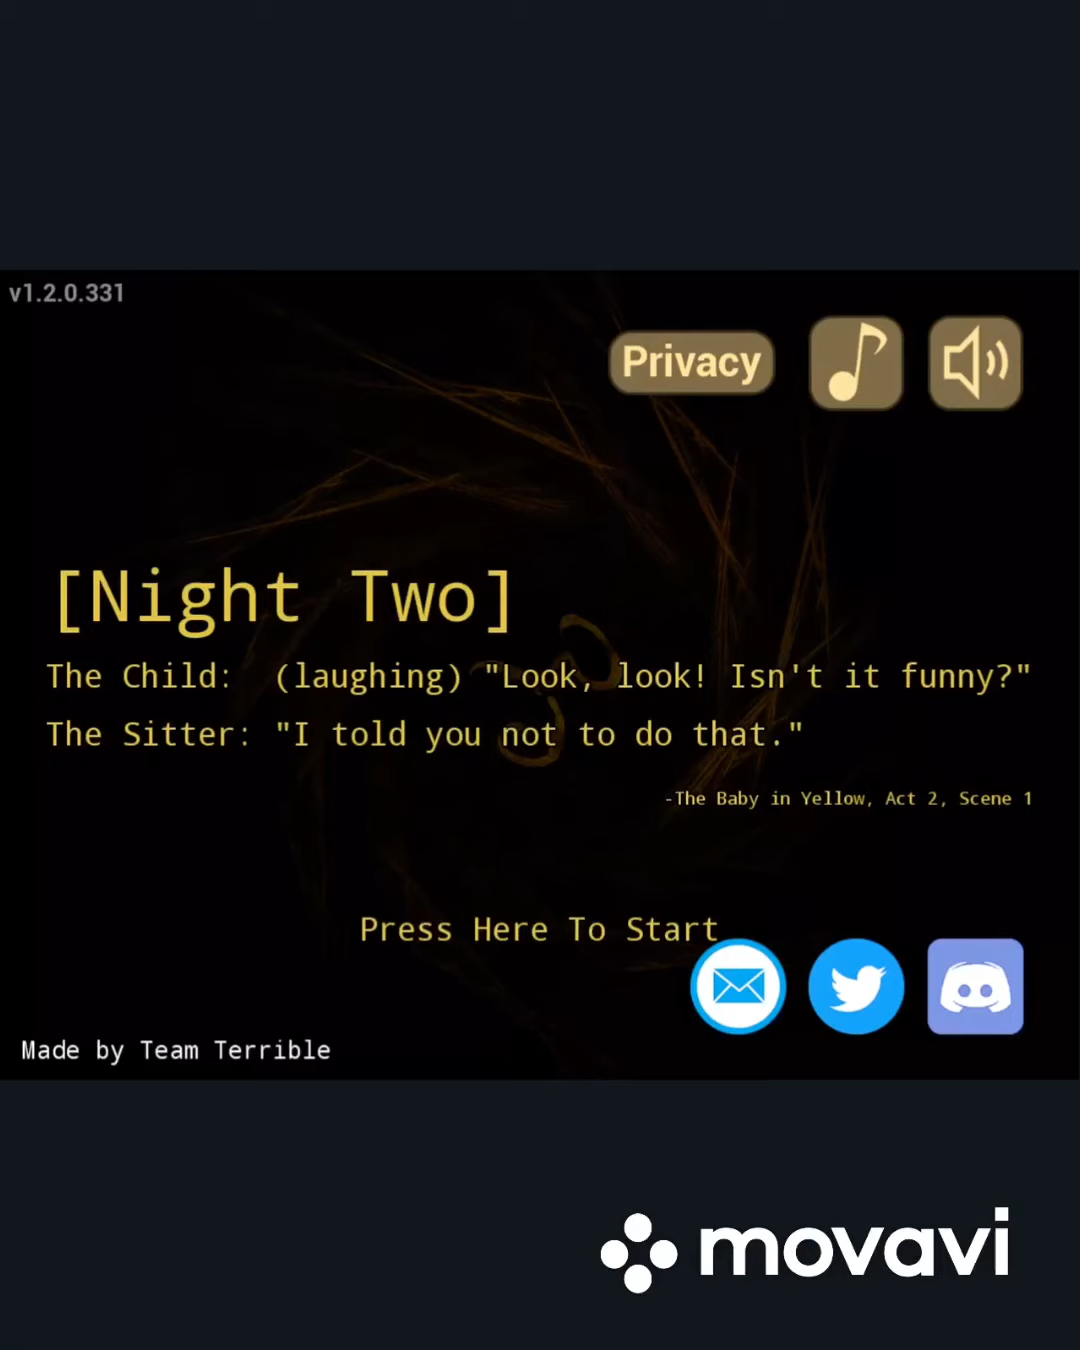 v1.2.0.331
Privacy
[Night Two]
The Child: (laughing) "Look, look! Isn't it funny?"
The Sitter: "I told you not to do that."
-The Baby in Yellow, Act 2, Scene 1
Press Here To Start
Made by Team Terrible
movavi